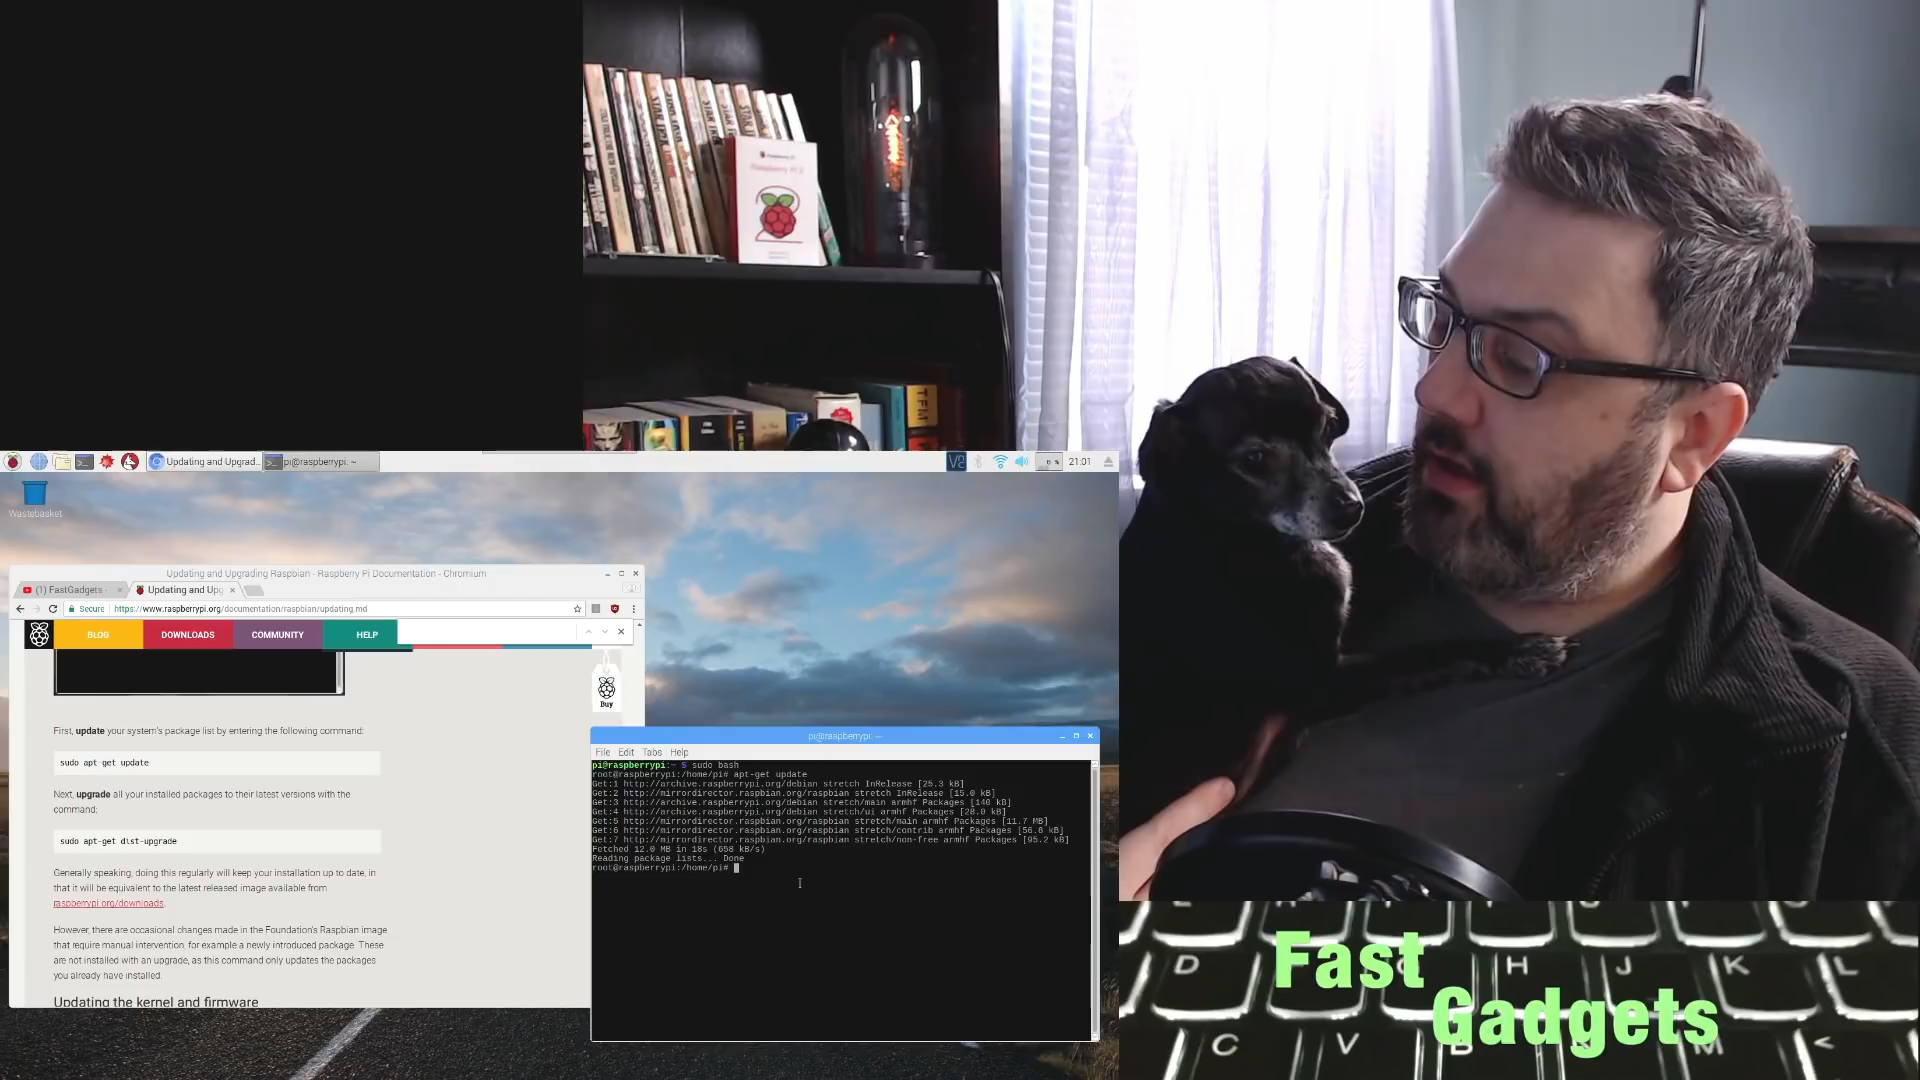 Raspberry Pi
Updating and Upgrad...
pi@raspberrypi: ~
21:01
Wastebasket
Updating and Upgrading Raspbian - Raspberry Pi Documentation - Chromium
(1) FastGadgets -
Updating and Upg
Secure
https://www.raspberrypi.org/documentation/raspbian/updating.md
BLOG
DOWNLOADS
COMMUNITY
HELP
Buy
First, update your system's package list by entering the following command:
sudo apt-get update
Next, upgrade all your installed packages to their latest versions with the
command:
sudo apt-get dist-upgrade
Generally speaking, doing this regularly will keep your installation up to date, in
that it will be equivalent to the latest released image available from
raspberrypi.org/downloads.
However, there are occasional changes made in the Foundation's Raspbian image
that require manual intervention, for example a newly introduced package. These
are not installed with an upgrade, as this command only updates the packages
you already have installed.
Updating the kernel and firmware
pi@raspberrypi: ~
File Edit Tabs Help
pi@raspberrypi:~ $ sudo bash
root@raspberrypi:/home/pi# apt-get update
Get:1 http://archive.raspberrypi.org/debian stretch InRelease [25.3 kB]
Get:2 http://mirrordirector.raspbian.org/raspbian stretch InRelease [15.0 kB]
Get:3 http://archive.raspberrypi.org/debian stretch/main armhf Packages [140 kB]
Get:4 http://archive.raspberrypi.org/debian stretch/ui armhf Packages [28.0 kB]
Get:5 http://mirrordirector.raspbian.org/raspbian stretch/main armhf Packages [11.7 MB]
Get:6 http://mirrordirector.raspbian.org/raspbian stretch/contrib armhf Packages [56.8 kB]
Get:7 http://mirrordirector.raspbian.org/raspbian stretch/non-free armhf Packages [95.2 kB]
Fetched 12.0 MB in 18s (658 kB/s)
Reading package lists... Done
root@raspberrypi:/home/pi#
Fast
Gadgets
D H J K L
C V B M <